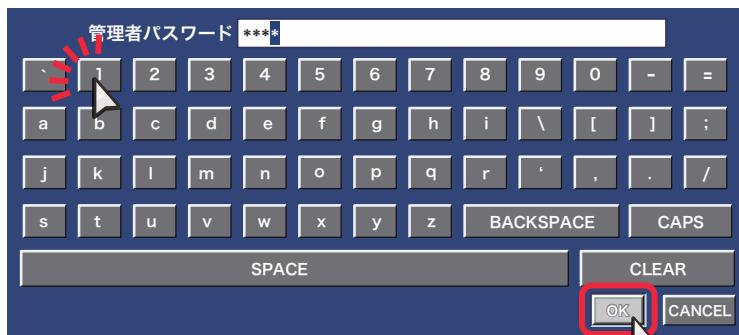 管理者パスワード ****
` 1 2 3 4 5 6 7 8 9 0 - =
a b c d e f g h i \ [ ] ;
j k l m n o p q r ‘ , . /
s t u v w x y z BACKSPACE CAPS
SPACE CLEAR
OK CANCEL